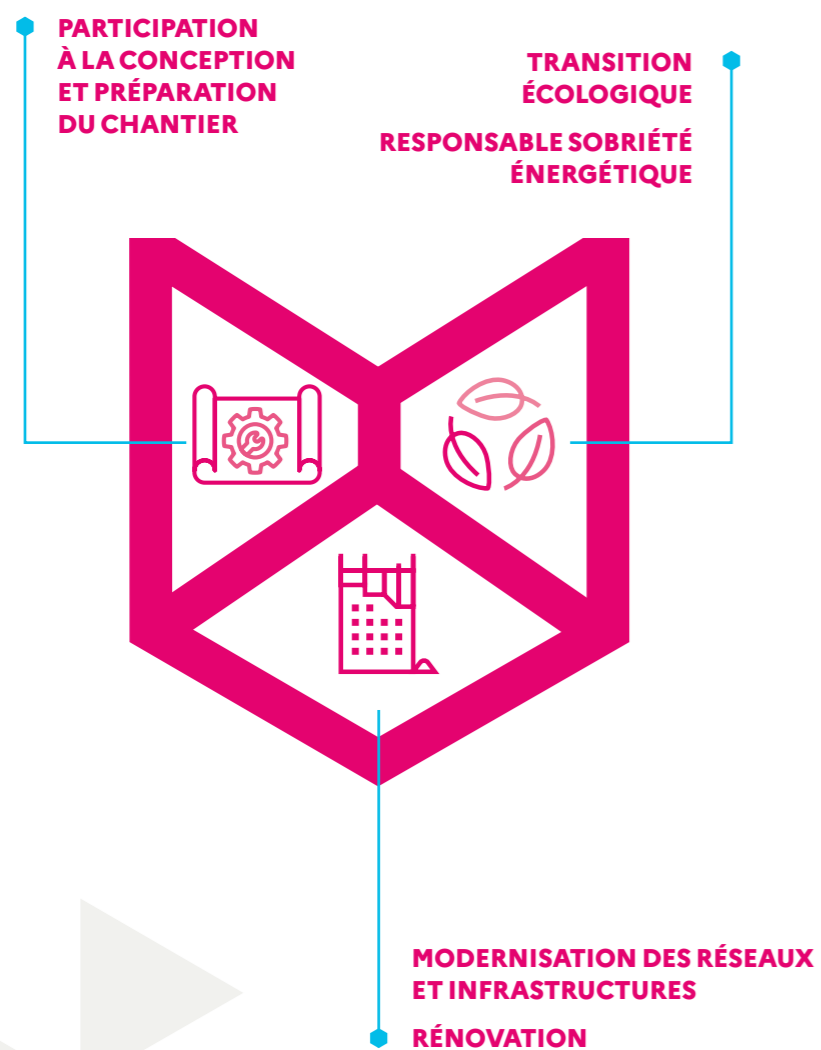 PARTICIPATION
À LA CONCEPTION
ET PRÉPARATION
DU CHANTIER
TRANSITION
ÉCOLOGIQUE
RESPONSABLE SOBRIÉTÉ
ÉNERGÉTIQUE
MODERNISATION DES RÉSEAUX
ET INFRASTRUCTURES
RÉNOVATION